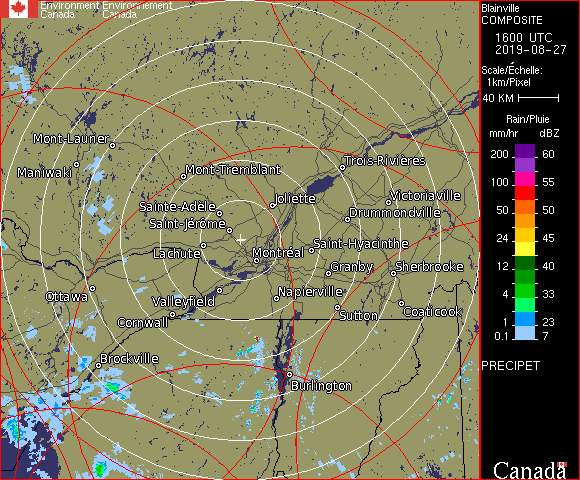 Environment Environnement
Canada Canada
Blainville
COMPOSITE
1600 UTC
2019-08-27
Scale/Échelle:
1km/Pixel
40 KM
Rain/Pluie
mm/hr dBZ
200 60
100 55
50 50
24 45
12 40
4 33
1 23
0.1 7
PRECIPET
Mont-Laurier
Maniwaki
Mont-Tremblant
Trois-Rivières
Joliette
Victoriaville
Sainte-Adèle
Drummondville
Saint-Jérôme
Lachute
Saint-Hyacinthe
Montréal
Granby
Sherbrooke
Ottawa
Valleyfield
Napierville
Cornwall
Sutton
Coaticook
Brockville
Burlington
Canada